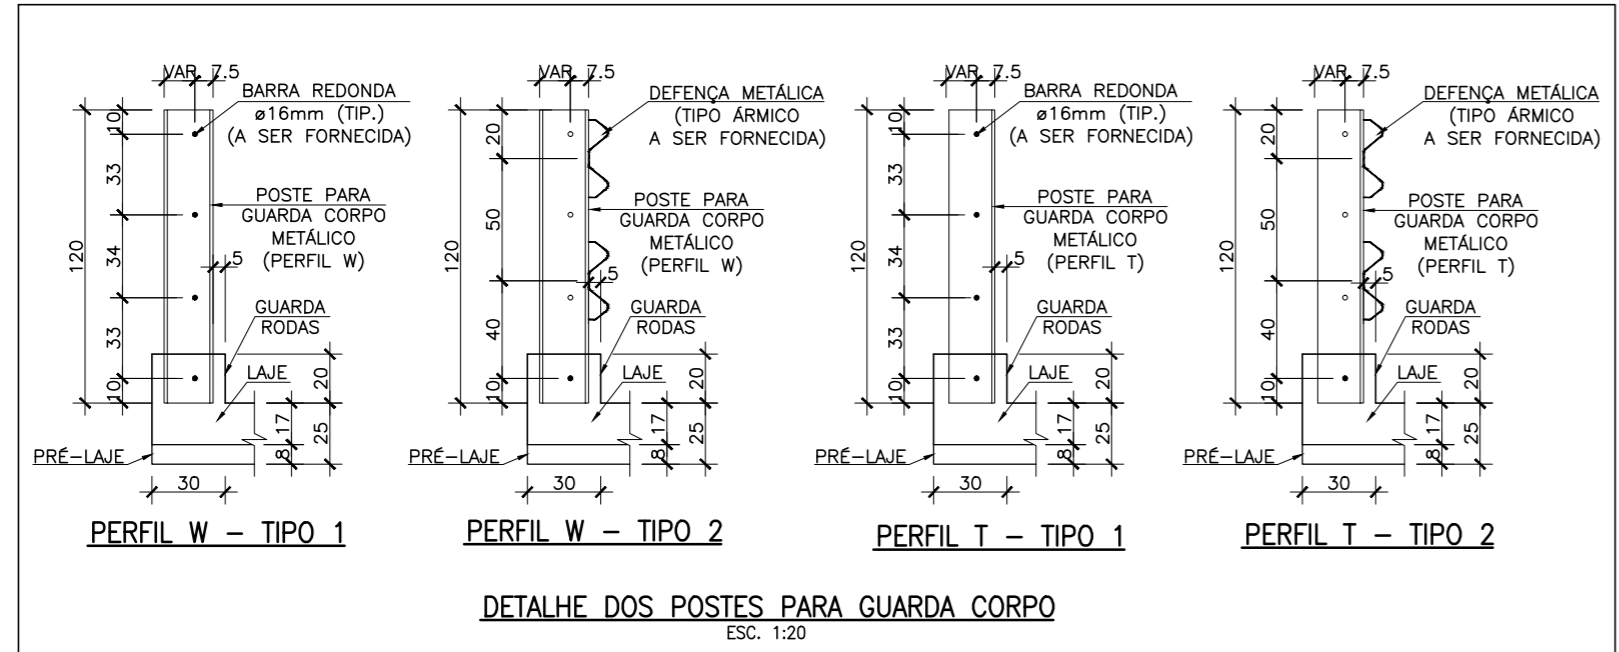 VAR 7.5
BARRA REDONDA
ø16mm (TIP.)
(A SER FORNECIDA)
10
33
34
33
10
120
POSTE PARA
GUARDA CORPO
METÁLICO
(PERFIL W)
5
GUARDA
RODAS
LAJE
20
17
25
8
PRÉ-LAJE
30
PERFIL W - TIPO 1
VAR 7.5
DEFENÇA METÁLICA
(TIPO ÁRMICO
A SER FORNECIDA)
20
50
40
10
120
POSTE PARA
GUARDA CORPO
METÁLICO
(PERFIL W)
5
GUARDA
RODAS
LAJE
20
17
25
8
PRÉ-LAJE
30
PERFIL W - TIPO 2
VAR 7.5
BARRA REDONDA
ø16mm (TIP.)
(A SER FORNECIDA)
10
33
34
33
10
120
POSTE PARA
GUARDA CORPO
METÁLICO
(PERFIL T)
5
GUARDA
RODAS
LAJE
20
17
25
8
PRÉ-LAJE
30
PERFIL T - TIPO 1
VAR 7.5
DEFENÇA METÁLICA
(TIPO ÁRMICO
A SER FORNECIDA)
20
50
40
10
120
POSTE PARA
GUARDA CORPO
METÁLICO
(PERFIL T)
5
GUARDA
RODAS
LAJE
20
17
25
8
PRÉ-LAJE
30
PERFIL T - TIPO 2
DETALHE DOS POSTES PARA GUARDA CORPO
ESC. 1:20